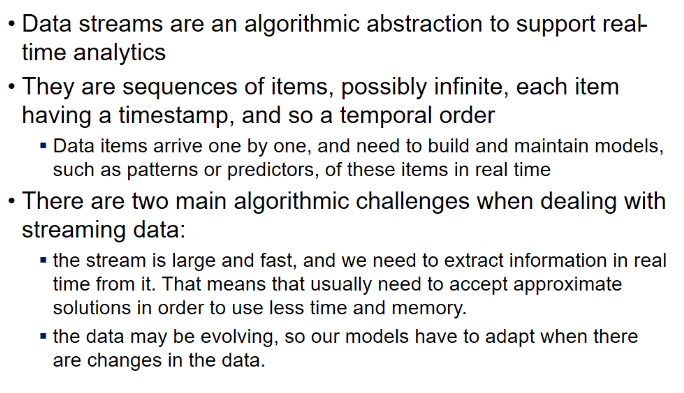 • Data streams are an algorithmic abstraction to support real-
time analytics
• They are sequences of items, possibly infinite, each item
having a timestamp, and so a temporal order
▪ Data items arrive one by one, and need to build and maintain models,
such as patterns or predictors, of these items in real time
• There are two main algorithmic challenges when dealing with
streaming data:
▪ the stream is large and fast, and we need to extract information in real
time from it. That means that usually need to accept approximate
solutions in order to use less time and memory.
▪ the data may be evolving, so our models have to adapt when there
are changes in the data.